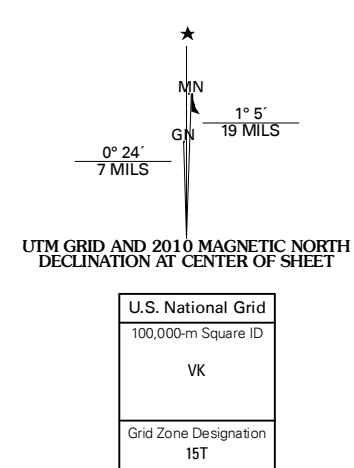 ★
MN
1° 5´
19 MILS
GN
0° 24´
7 MILS
UTM GRID AND 2010 MAGNETIC NORTH
DECLINATION AT CENTER OF SHEET
U.S. National Grid
100,000-m Square ID
VK
Grid Zone Designation
15T